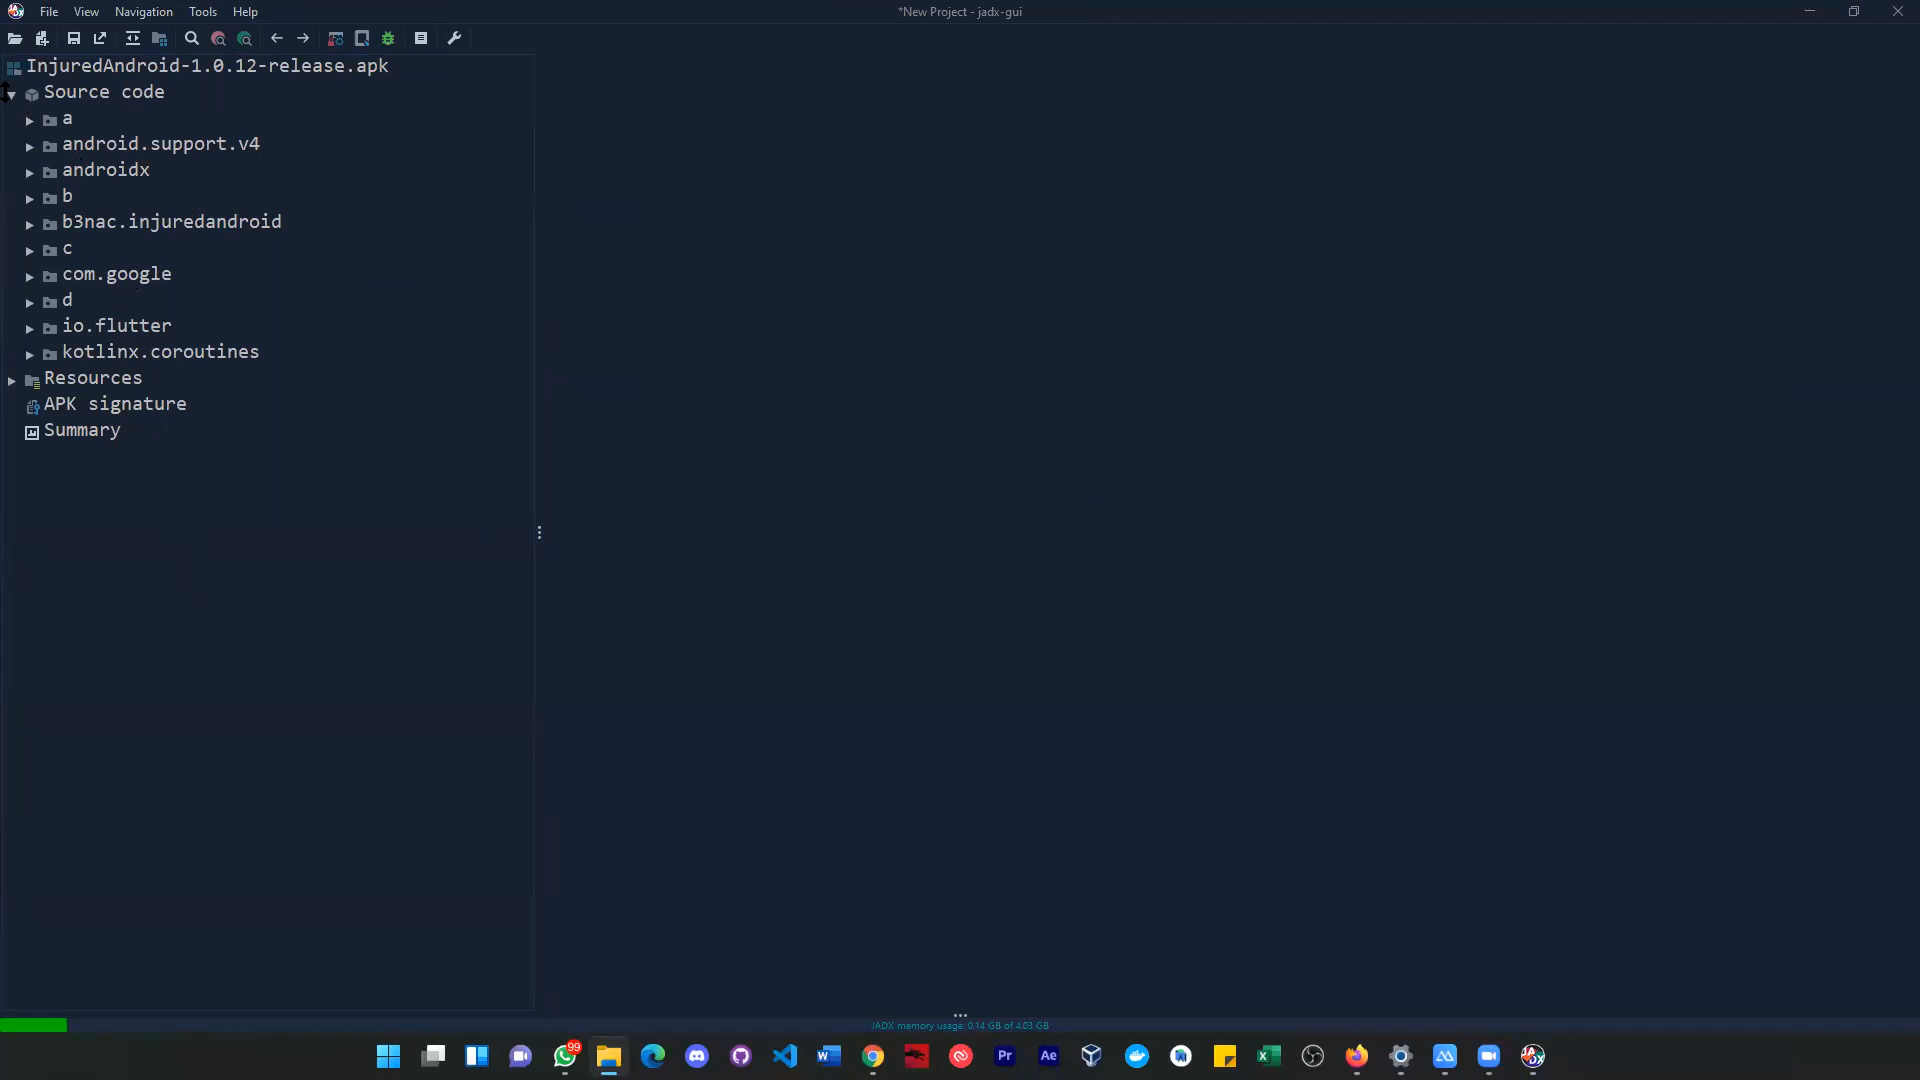 File View Navigation Tools Help
*New Project - jadx-gui
InjuredAndroid-1.0.12-release.apk
Source code
a
android.support.v4
androidx
b
b3nac.injuredandroid
c
com.google
d
io.flutter
kotlinx.coroutines
Resources
APK signature
Summary
JADX memory usage: 0.14 GB of 4.03 GB
99
Pr
Ae